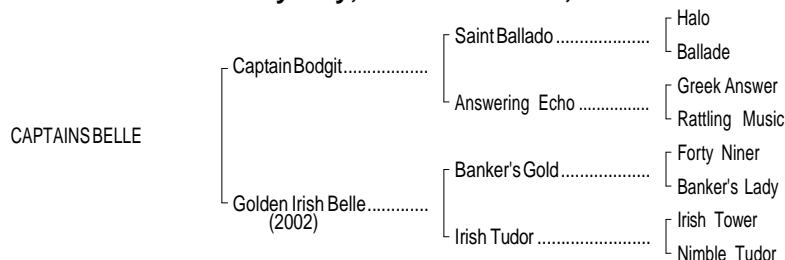 Halo
Saint Ballado ....................
Ballade
Captain Bodgit...................
Greek Answer
Answering Echo ................
Rattling Music
CAPTAINS BELLE
Forty Niner
Banker's Gold...................
Banker's Lady
Golden Irish Belle.............
(2002)
Irish Tower
Irish Tudor ........................
Nimble Tudor